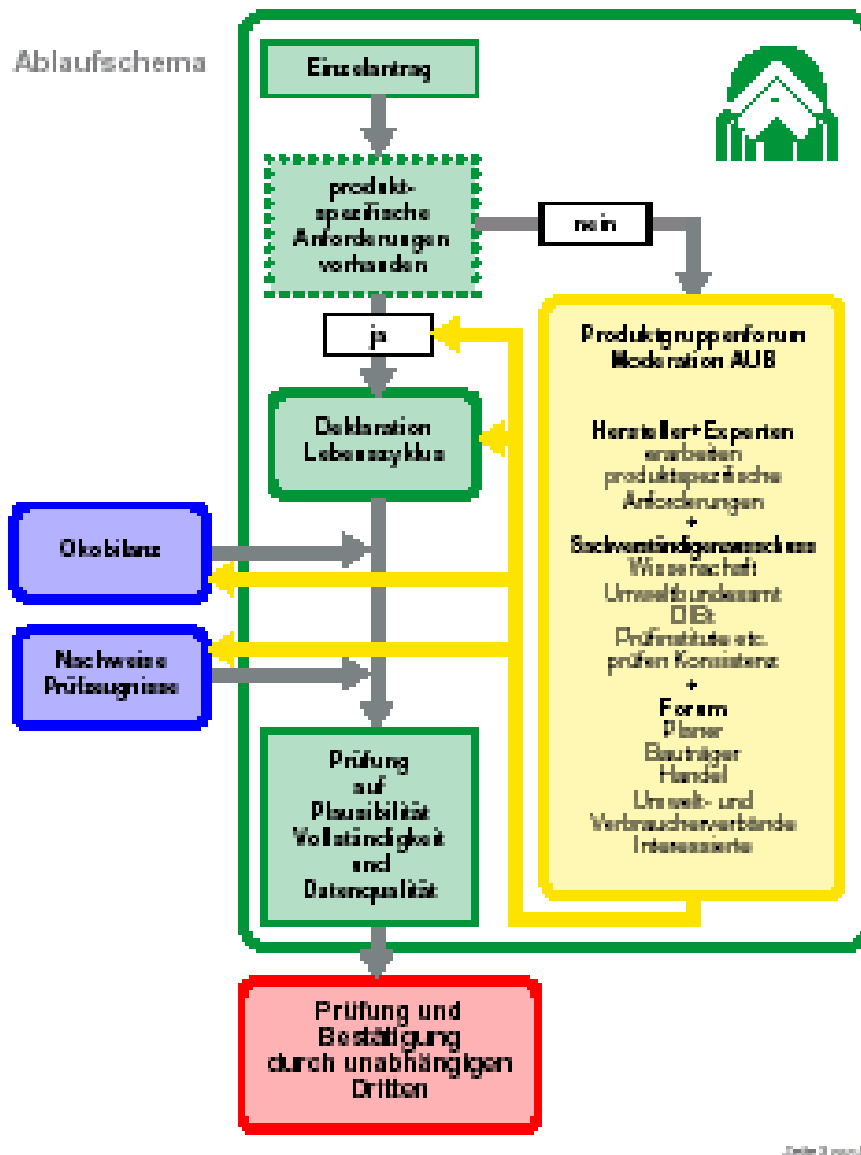 Ablaufschema
Einzelantrag
produkt-
spezifische
Anforderungen
vorhanden
nein
ja
Produktgruppenforum
Moderation AUB
Hersteller+Experten
erarbeiten
produktspezifische
Anforderungen
+
Sachverständigenausschuss
Wissenschaft
Umweltbundesamt
DIBt
Prüfinstitute etc.
prüfen Konsistenz
+
Forum
Planer
Bauträger
Handel
Umwelt- und
Verbraucherverbände
Interessierte
Deklaration
Lebenszyklus
Ökobilanz
Nachweise
Prüfzeugnisse
Prüfung
auf
Plausibilität
Vollständigkeit
und
Datenqualität
Prüfung und
Bestätigung
durch unabhängigen
Dritten
Seite 3